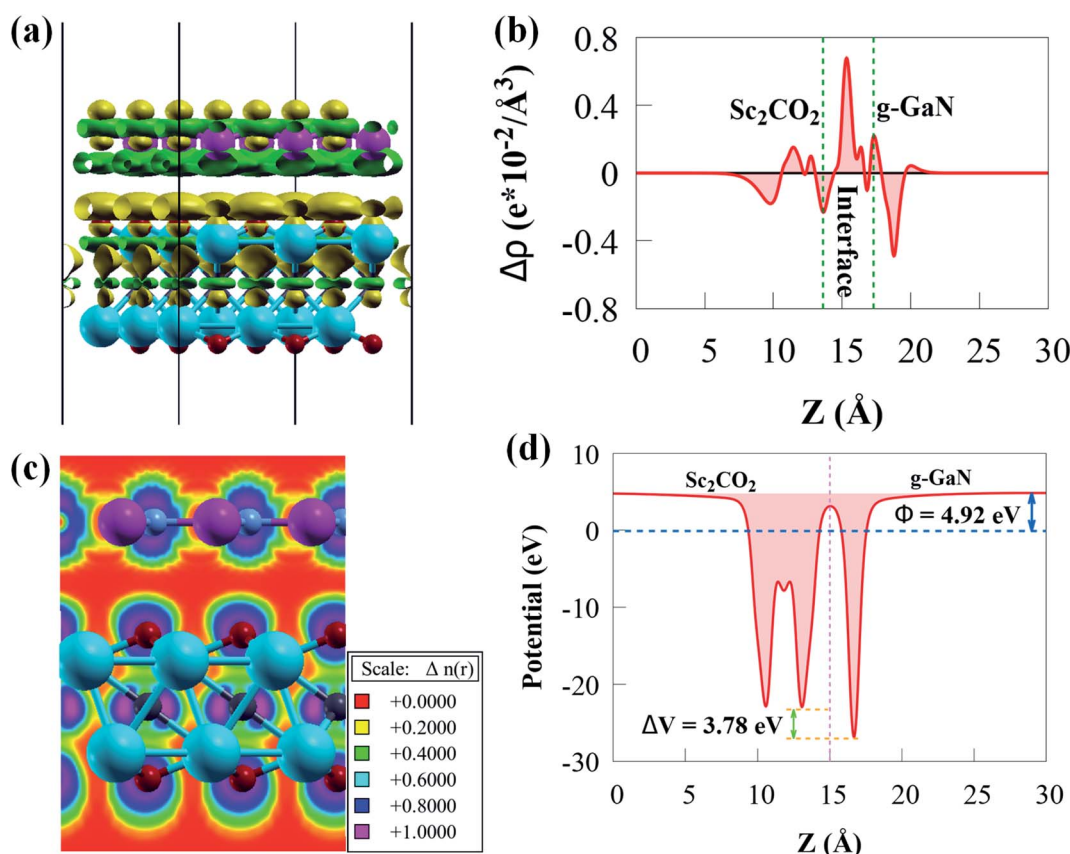 (a)
(b)
0.8
0.4
0
-0.4
-0.8
Δρ (e*10⁻²/Å³)
Sc₂CO₂
g-GaN
Interface
0 5 10 15 20 25 30
Z (Å)
(c)
Scale: Δ n(r)
+0.0000
+0.2000
+0.4000
+0.6000
+0.8000
+1.0000
(d)
10
0
-10
-20
-30
Potential (eV)
Sc₂CO₂
g-GaN
Φ = 4.92 eV
ΔV = 3.78 eV
0 5 10 15 20 25 30
Z (Å)